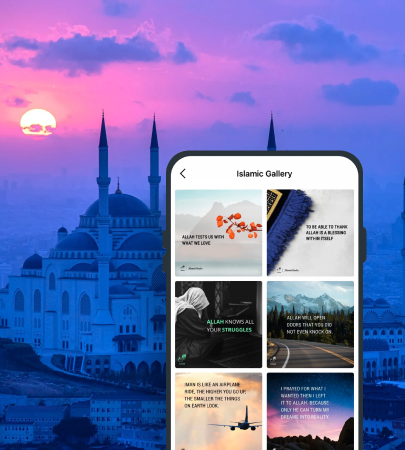 Islamic Gallery
ALLAH TESTS US WITH
WHAT WE LOVE
TO BE ABLE TO THANK
ALLAH IS A BLESSING
WITHIN ITSELF
ALLAH KNOWS ALL
YOUR STRUGGLES
ALLAH WILL OPEN
DOORS THAT YOU DID
NOT EVEN KNOCK ON.
IMAN IS LIKE AN AIRPLANE
RIDE, THE HIGHER YOU GO,
THE SMALLER THE THINGS
ON EARTH LOOK.
I PRAYED FOR WHAT I
WANTED THEN I LEFT
IT TO ALLAH, BECAUSE
ONLY HE CAN TURN MY
DREAMS INTO REALITY.